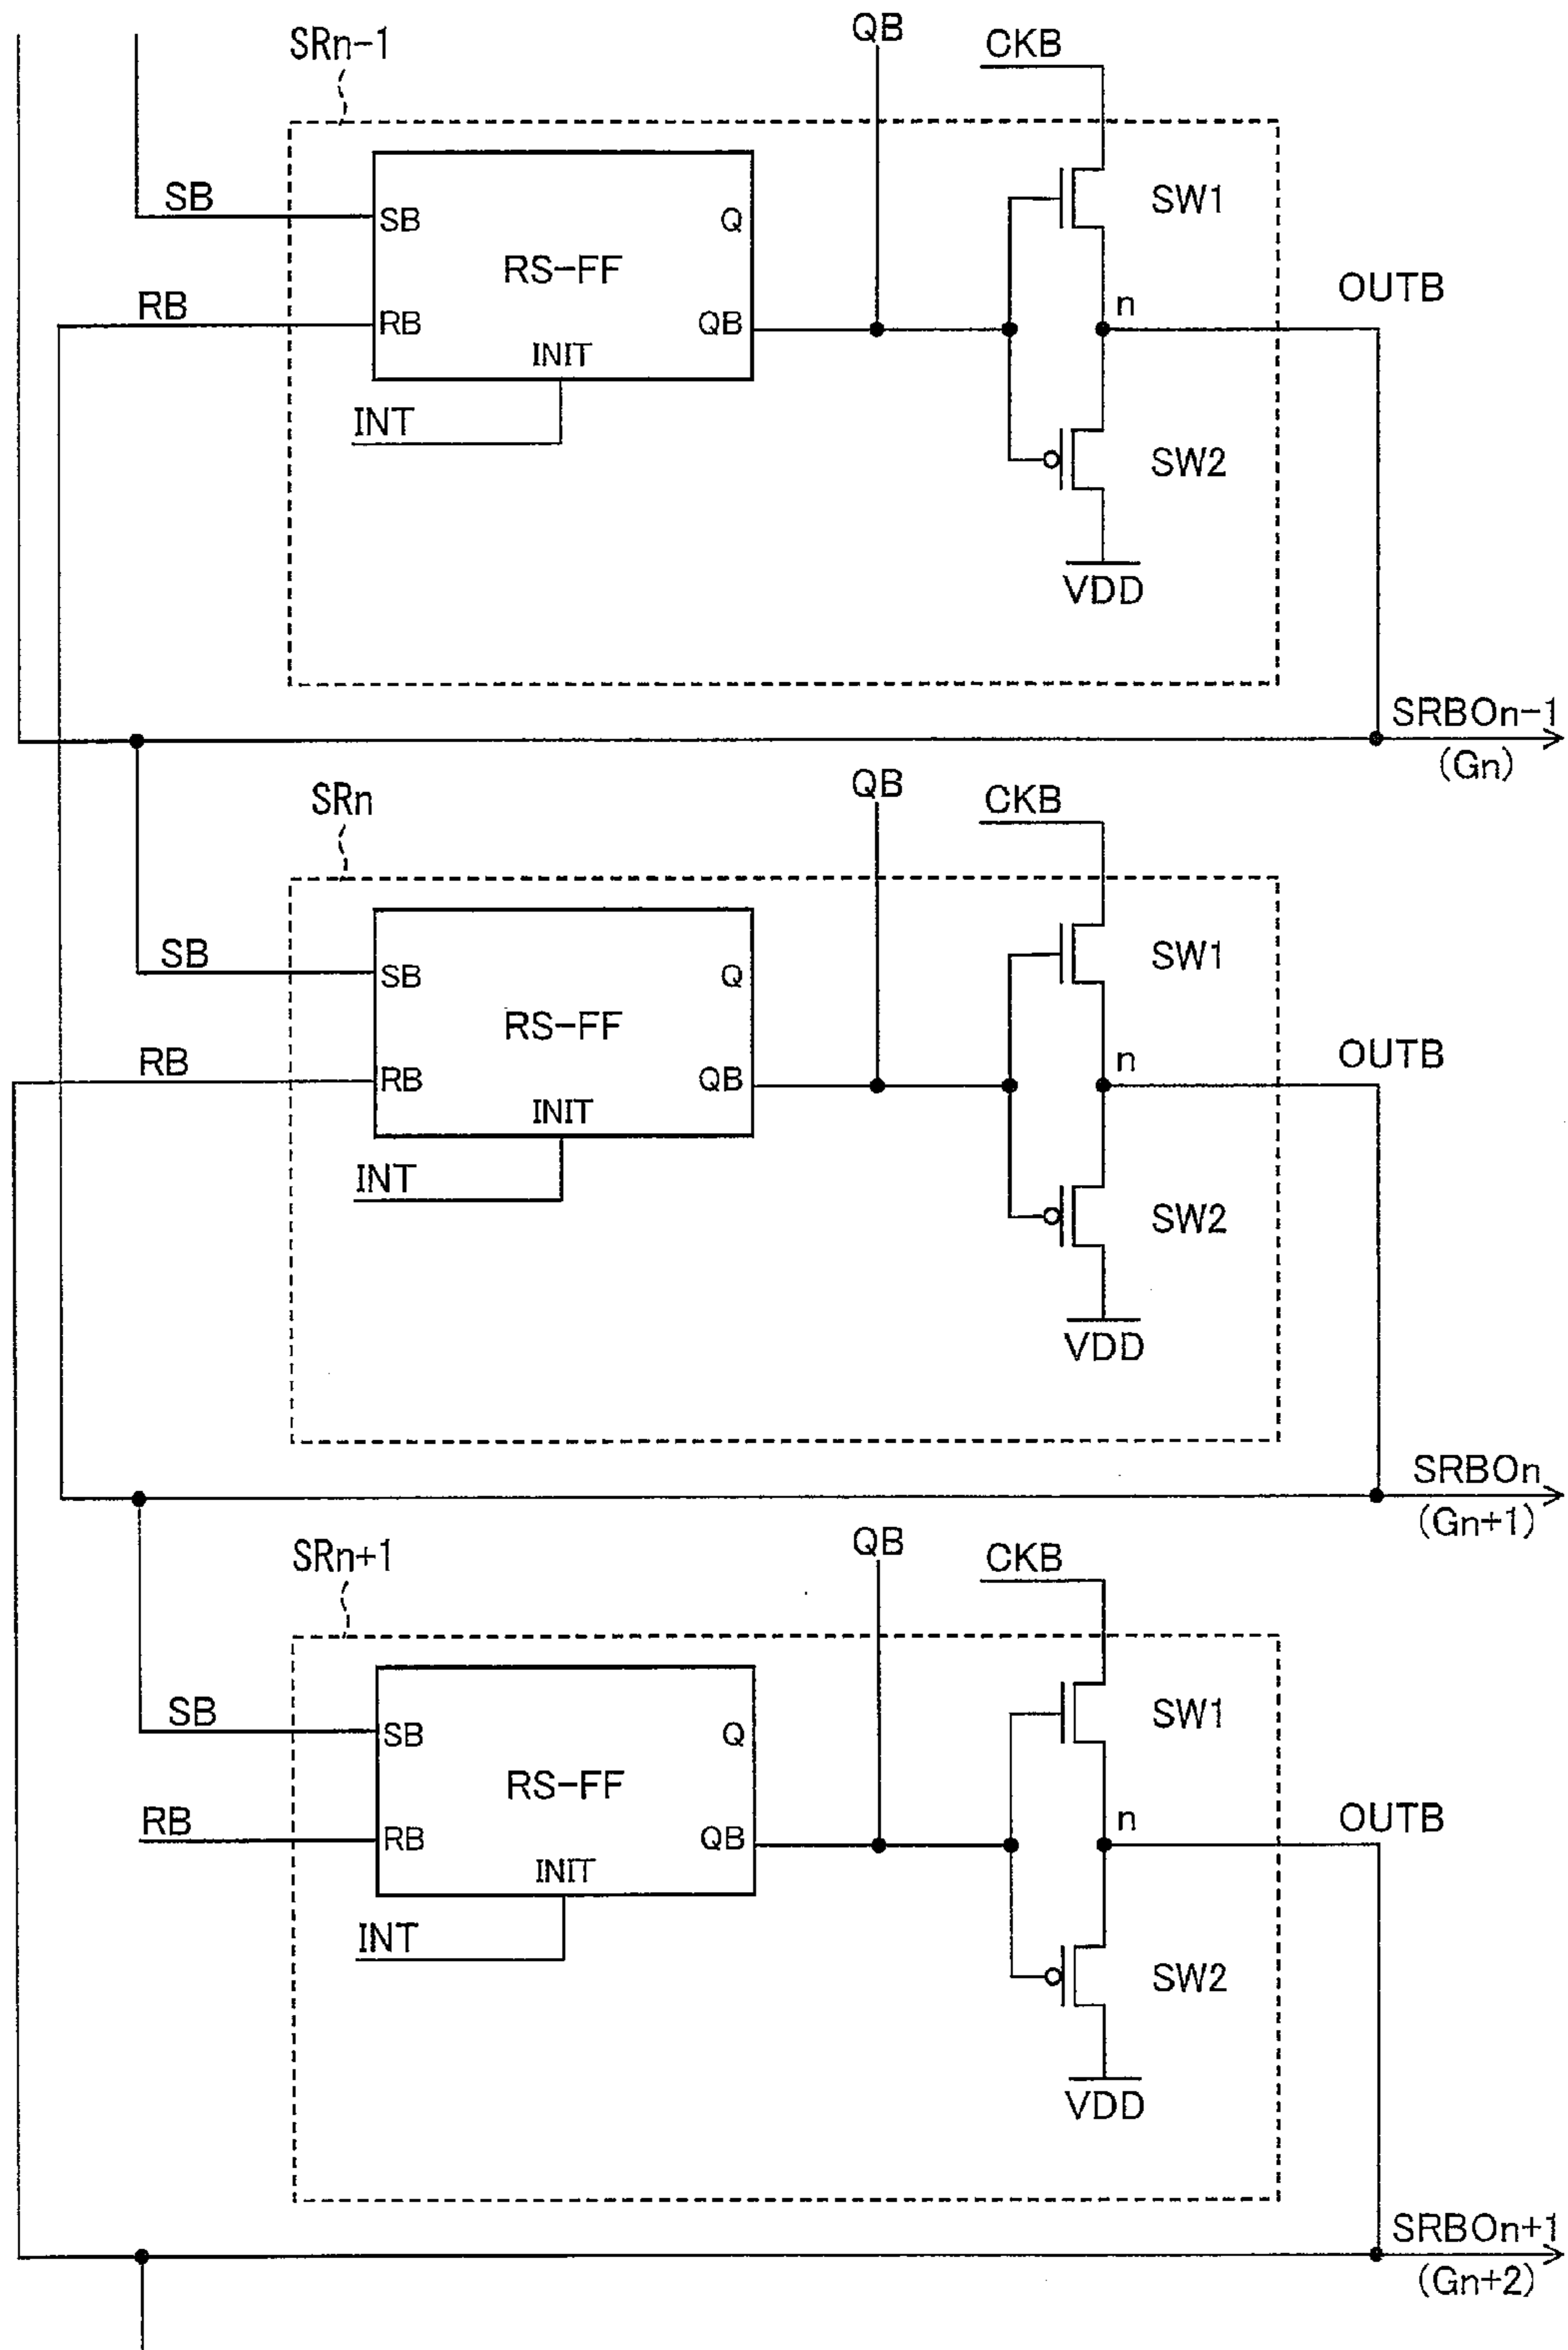 SRn-1
QB
CKB
SB
SB
Q
SW1
RS-FF
RB
RB
QB
n
OUTB
INIT
INT
SW2
VDD
SRBOn-1
(Gn)
SRn
QB
CKB
SB
SB
Q
SW1
RS-FF
RB
RB
QB
n
OUTB
INIT
INT
SW2
VDD
SRBOn
(Gn+1)
SRn+1
QB
CKB
SB
SB
Q
SW1
RS-FF
RB
RB
QB
n
OUTB
INIT
INT
SW2
VDD
SRBOn+1
(Gn+2)